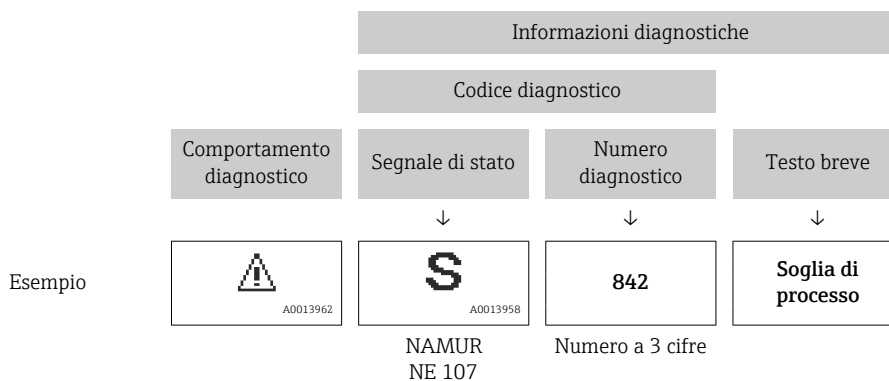 Informazioni diagnostiche
Codice diagnostico
Comportamento
diagnostico
Segnale di stato
Numero
diagnostico
Testo breve
↓ ↓ ↓
Esempio
A0013962
S
A0013958
842
Soglia di
processo
NAMUR
NE 107
Numero a 3 cifre